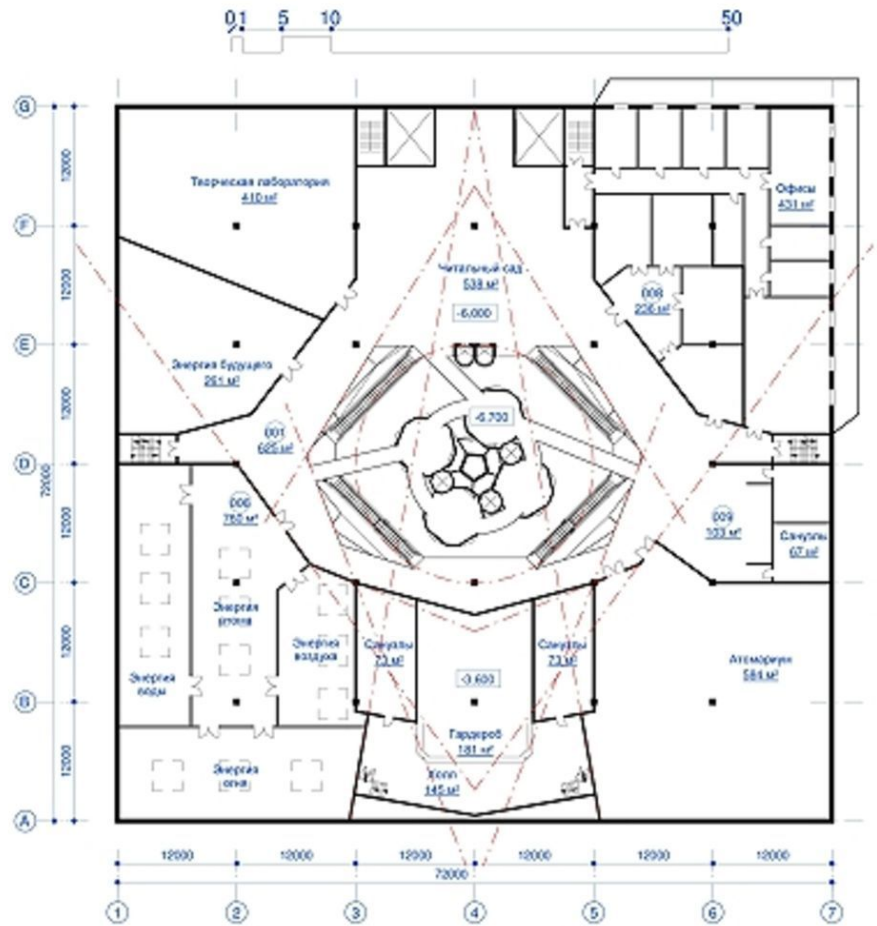 0 1 5 10 50
G
12000
Творческая лаборатория
410 м²
Офисы
431 м²
F
12000
Читальный сад
538 м²
-6.000
008
236 м²
E
Энергия будущего
261 м²
12000
-6.700
001
625 м²
D
72000
006
760 м²
009
103 м²
12000
Санузлы
67 м²
C
Энергия
Энергия
воздуха
Санузлы
73 м²
Санузлы
73 м²
Атомариум
584 м²
12000
Энергия
воды
-3.600
B
Гардероб
181 м²
12000
Энергия
огня
Холл
145 м²
A
12000 12000 12000 12000 12000 12000
72000
1 2 3 4 5 6 7